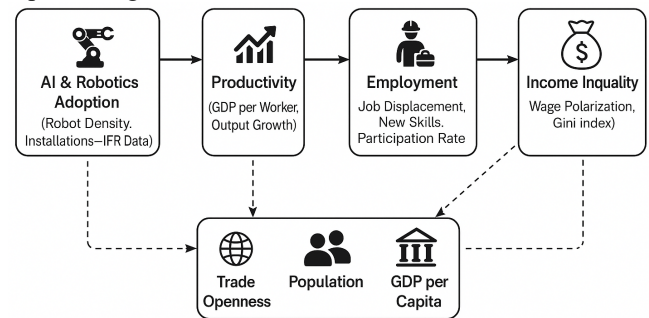 AI & Robotics
Adoption
(Robot Density.
Installations—IFR Data)
Productivity
(GDP per Worker,
Output Growth)
Employment
Job Displacement,
New Skills.
Participation Rate
Income Inquality
Wage Polarization,
Gini index)
$
Trade
Openness
Population
GDP per
Capita